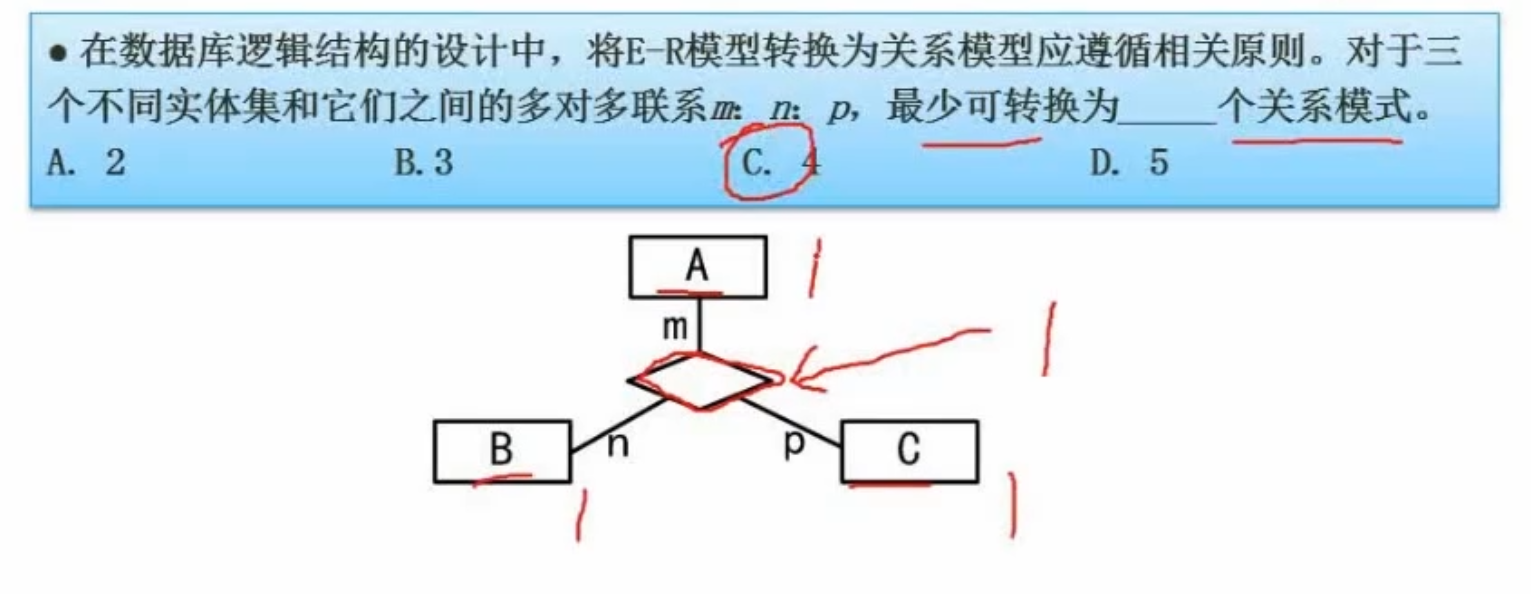 ● 在数据库逻辑结构的设计中，将E-R模型转换为关系模型应遵循相关原则。对于三
个不同实体集和它们之间的多对多联系m：n：p，最少可转换为_____个关系模式。
A. 2 B. 3 C. 4 D. 5
A
1
m
1
B
n
p
C
1
1